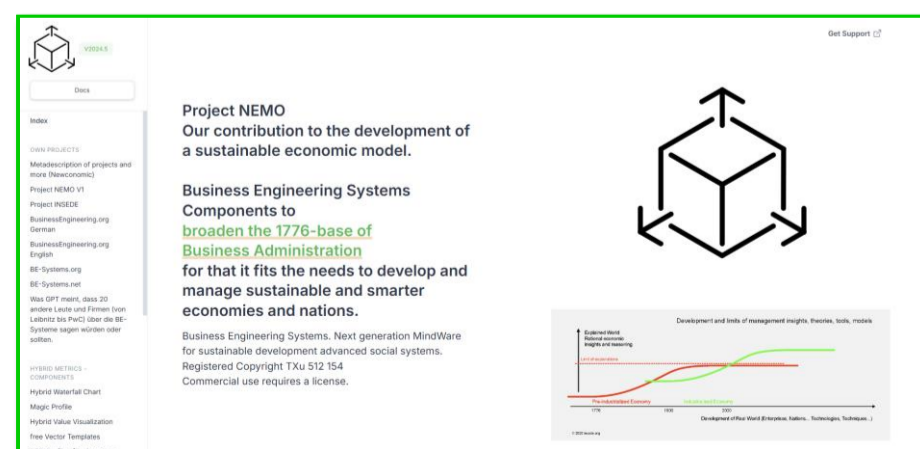 V2024.5
Docs
Index
OWN PROJECTS
Metadescription of projects and
more (Newconomic)
Project NEMO V1
Project INSEDE
BusinessEngineering.org
German
BusinessEngineering.org
English
BE-Systems.org
BE-Systems.net
Was GPT meint, dass 20
andere Leute und Firmen (von
Leibnitz bis PwC) über die BE-
Systeme sagen würden oder
sollten.
HYBRID METRICS -
COMPONENTS
Hybrid Waterfall Chart
Magic Profile
Hybrid Value Visualization
free Vector Templates
Get Support
Project NEMO
Our contribution to the development of
a sustainable economic model.
Business Engineering Systems
Components to
broaden the 1776-base of
Business Administration
for that it fits the needs to develop and
manage sustainable and smarter
economies and nations.
Business Engineering Systems. Next generation MindWare
for sustainable development advanced social systems.
Registered Copyright TXu 512 154
Commercial use requires a license.
Development and limits of management insights, theories, tools, models
Explained World
Rational economic
insights and reasoning
Pre-industrialized Economy
Industrial and Economy
1776
2000
Development of Real World (Enterprises, Nations... Technologies, Techniques...)